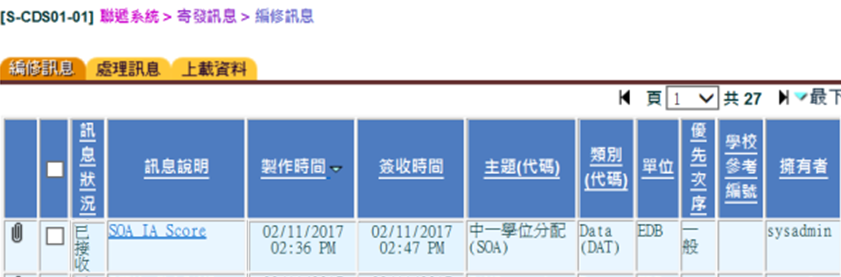 [S-CDS01-01] 聯遞系統 > 寄發訊息 > 編修訊息
編修訊息 處理訊息 上載資料
頁 1 共 27 最下
訊息狀況 訊息說明 製作時間 簽收時間 主題(代碼) 類別(代碼) 單位 優先次序 學校參考編號 擁有者
已接收 SOA IA Score 02/11/2017 02:36 PM 02/11/2017 02:47 PM 中一學位分配(SOA) Data (DAT) EDB 一般 sysadmin